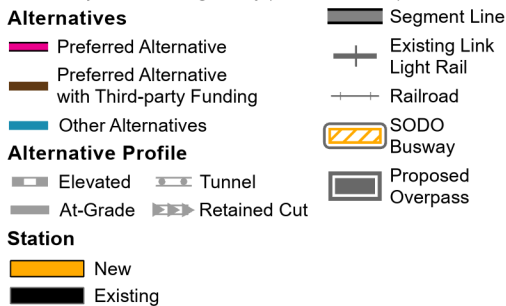 Alternatives
Preferred Alternative
Preferred Alternative
with Third-party Funding
Other Alternatives
Alternative Profile
Elevated
Tunnel
At-Grade
Retained Cut
Station
New
Existing
Segment Line
Existing Link
Light Rail
Railroad
SODO
Busway
Proposed
Overpass